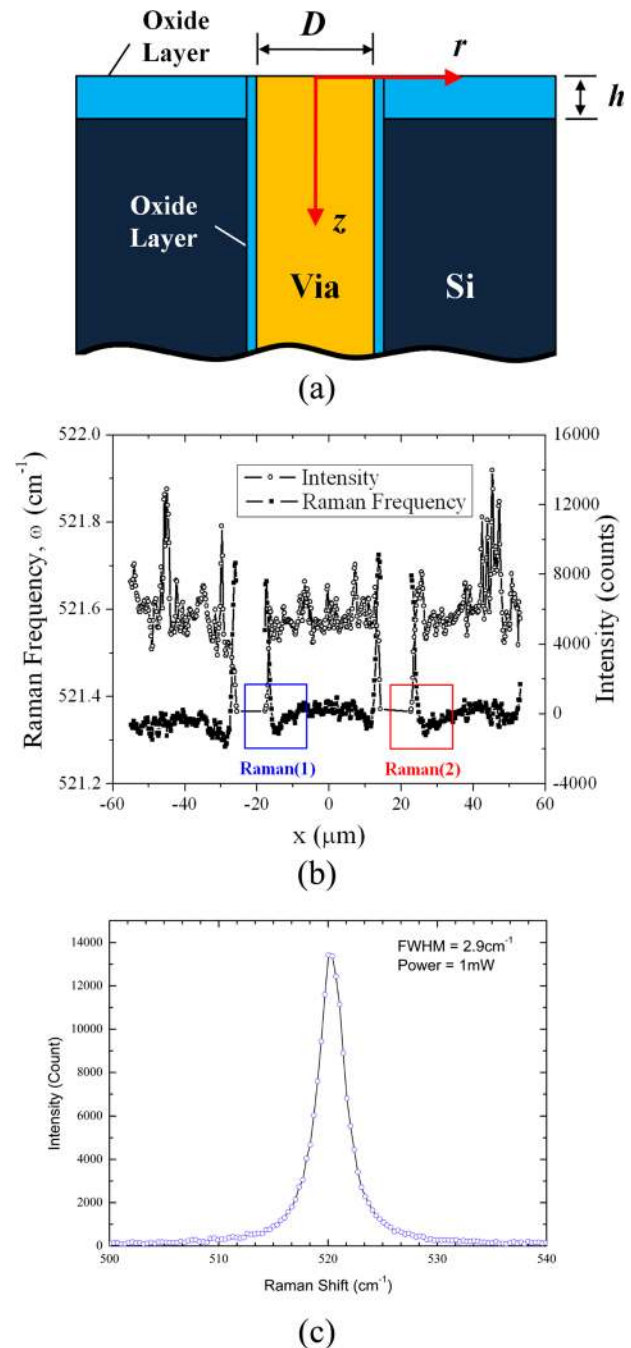 Oxide
Layer
D
r
h
Oxide
Layer
z
Via
Si
(a)
522.0
521.8
521.6
521.4
521.2
Raman Frequency, ω (cm⁻¹)
Intensity
Raman Frequency
Raman(1)
Raman(2)
16000
12000
8000
4000
0
-4000
Intensity (counts)
-60 -40 -20 0 20 40 60
x (μm)
(b)
14000
12000
10000
8000
6000
4000
2000
0
Intensity (Count)
FWHM = 2.9cm⁻¹
Power = 1mW
500 510 520 530 540
Raman Shift (cm⁻¹)
(c)